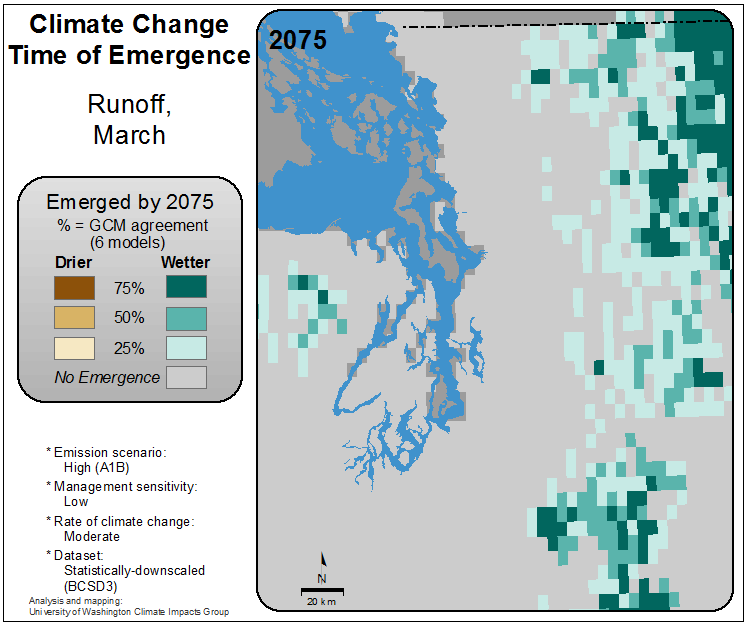 Climate Change
Time of Emergence
Runoff,
March
Emerged by 2075
% = GCM agreement
(6 models)
Drier Wetter
75%
50%
25%
No Emergence
* Emission scenario:
High (A1B)
* Management sensitivity:
Low
* Rate of climate change:
Moderate
* Dataset:
Statistically-downscaled
(BCSD3)
Analysis and mapping:
University of Washington Climate Impacts Group
2075
N
20 km